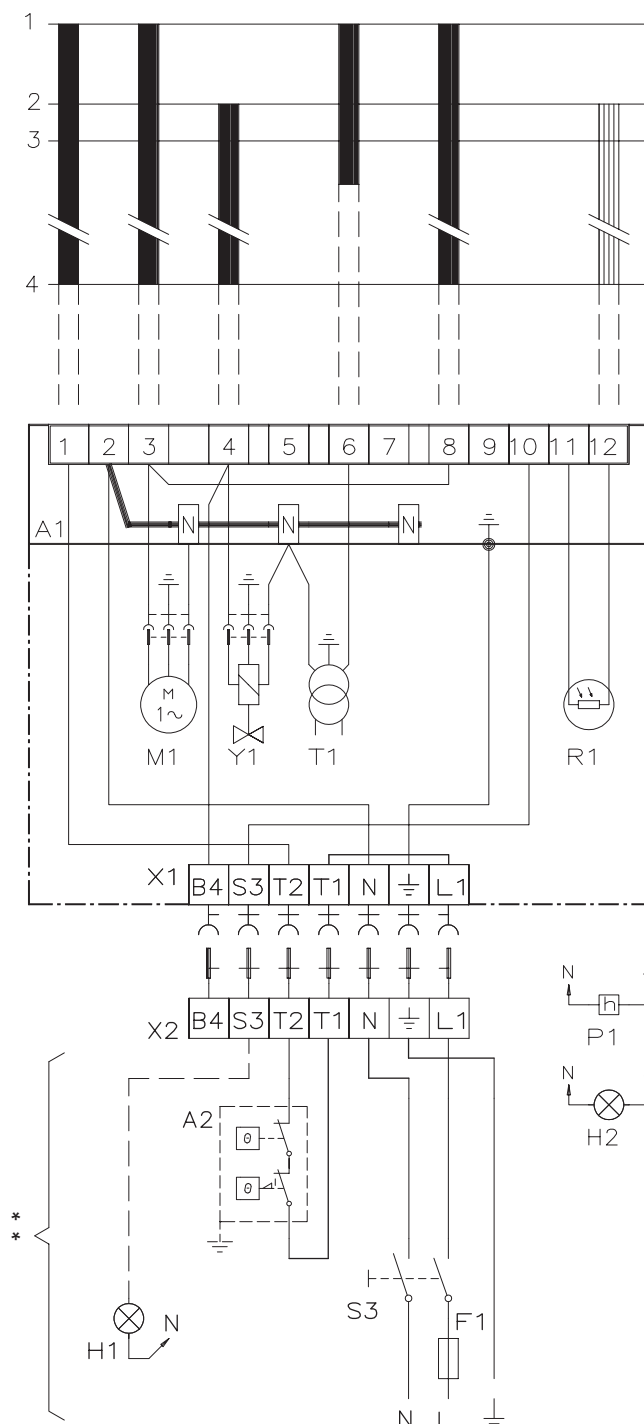 1
2
3
4
1 2 3 4 5 6 7 8 9 10 11 12
A1
N N N
M
1~
M1 Y1 T1 R1
X1 B4 S3 T2 T1 N L1
X2 B4 S3 T2 T1 N L1
N
h
P1
N
H2
A2
θ
θ
**
S3 F1
H1 N
N L